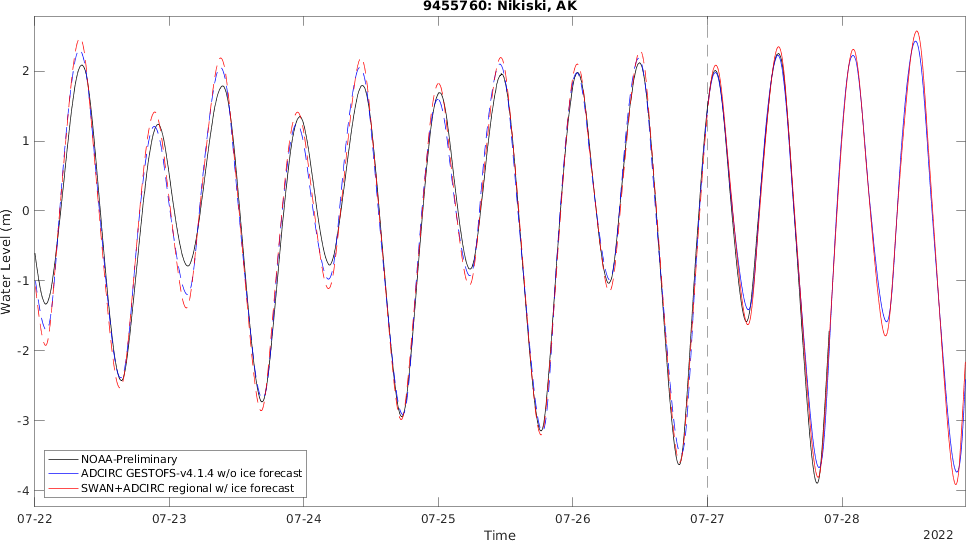 9455760: Nikiski, AK
Water Level (m)
2
1
0
-1
-2
-3
-4
NOAA-Preliminary
ADCIRC GESTOFS-v4.1.4 w/o ice forecast
SWAN+ADCIRC regional w/ ice forecast
07-22 07-23 07-24 07-25 07-26 07-27 07-28
Time
2022